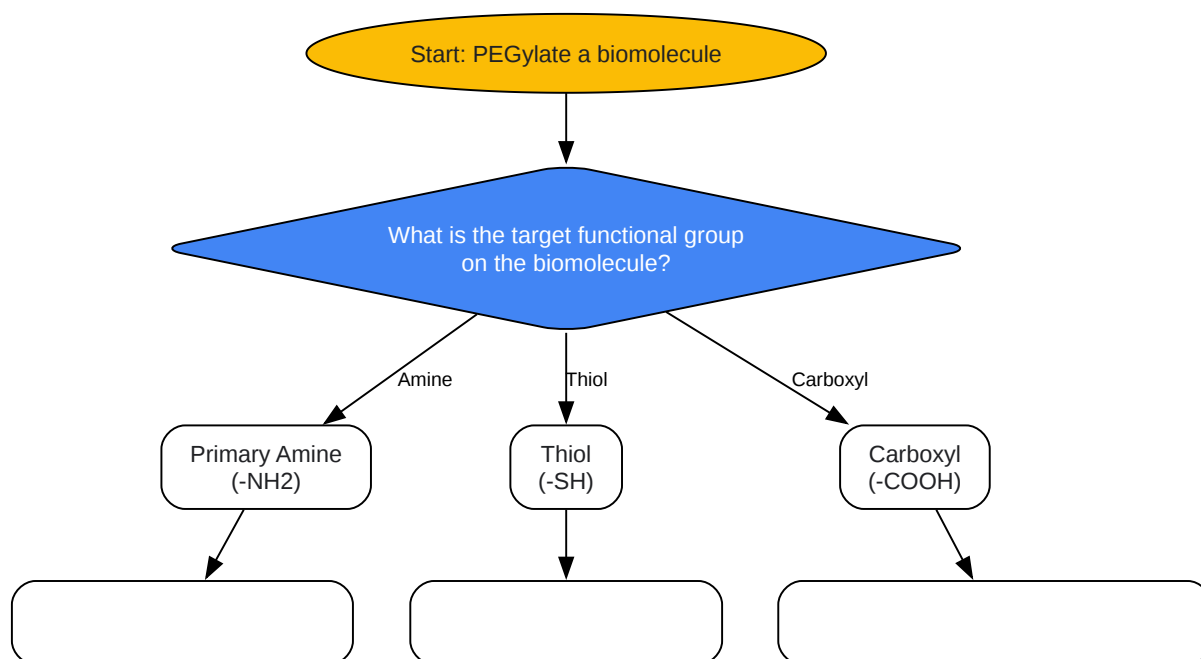 Start: PEGylate a biomolecule
What is the target functional group
on the biomolecule?
Amine
Thiol
Carboxyl
Primary Amine
(-NH2)
Thiol
(-SH)
Carboxyl
(-COOH)